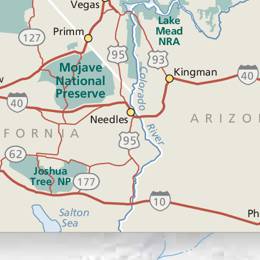 Vegas
Lake
Mead
NRA
Primm
127
95
93
Mojave
National
Preserve
Kingman
40
40
Colorado
River
Needles
ARIZO
FORNIA
95
62
Joshua
Tree NP
177
10
Salton
Sea
Ph